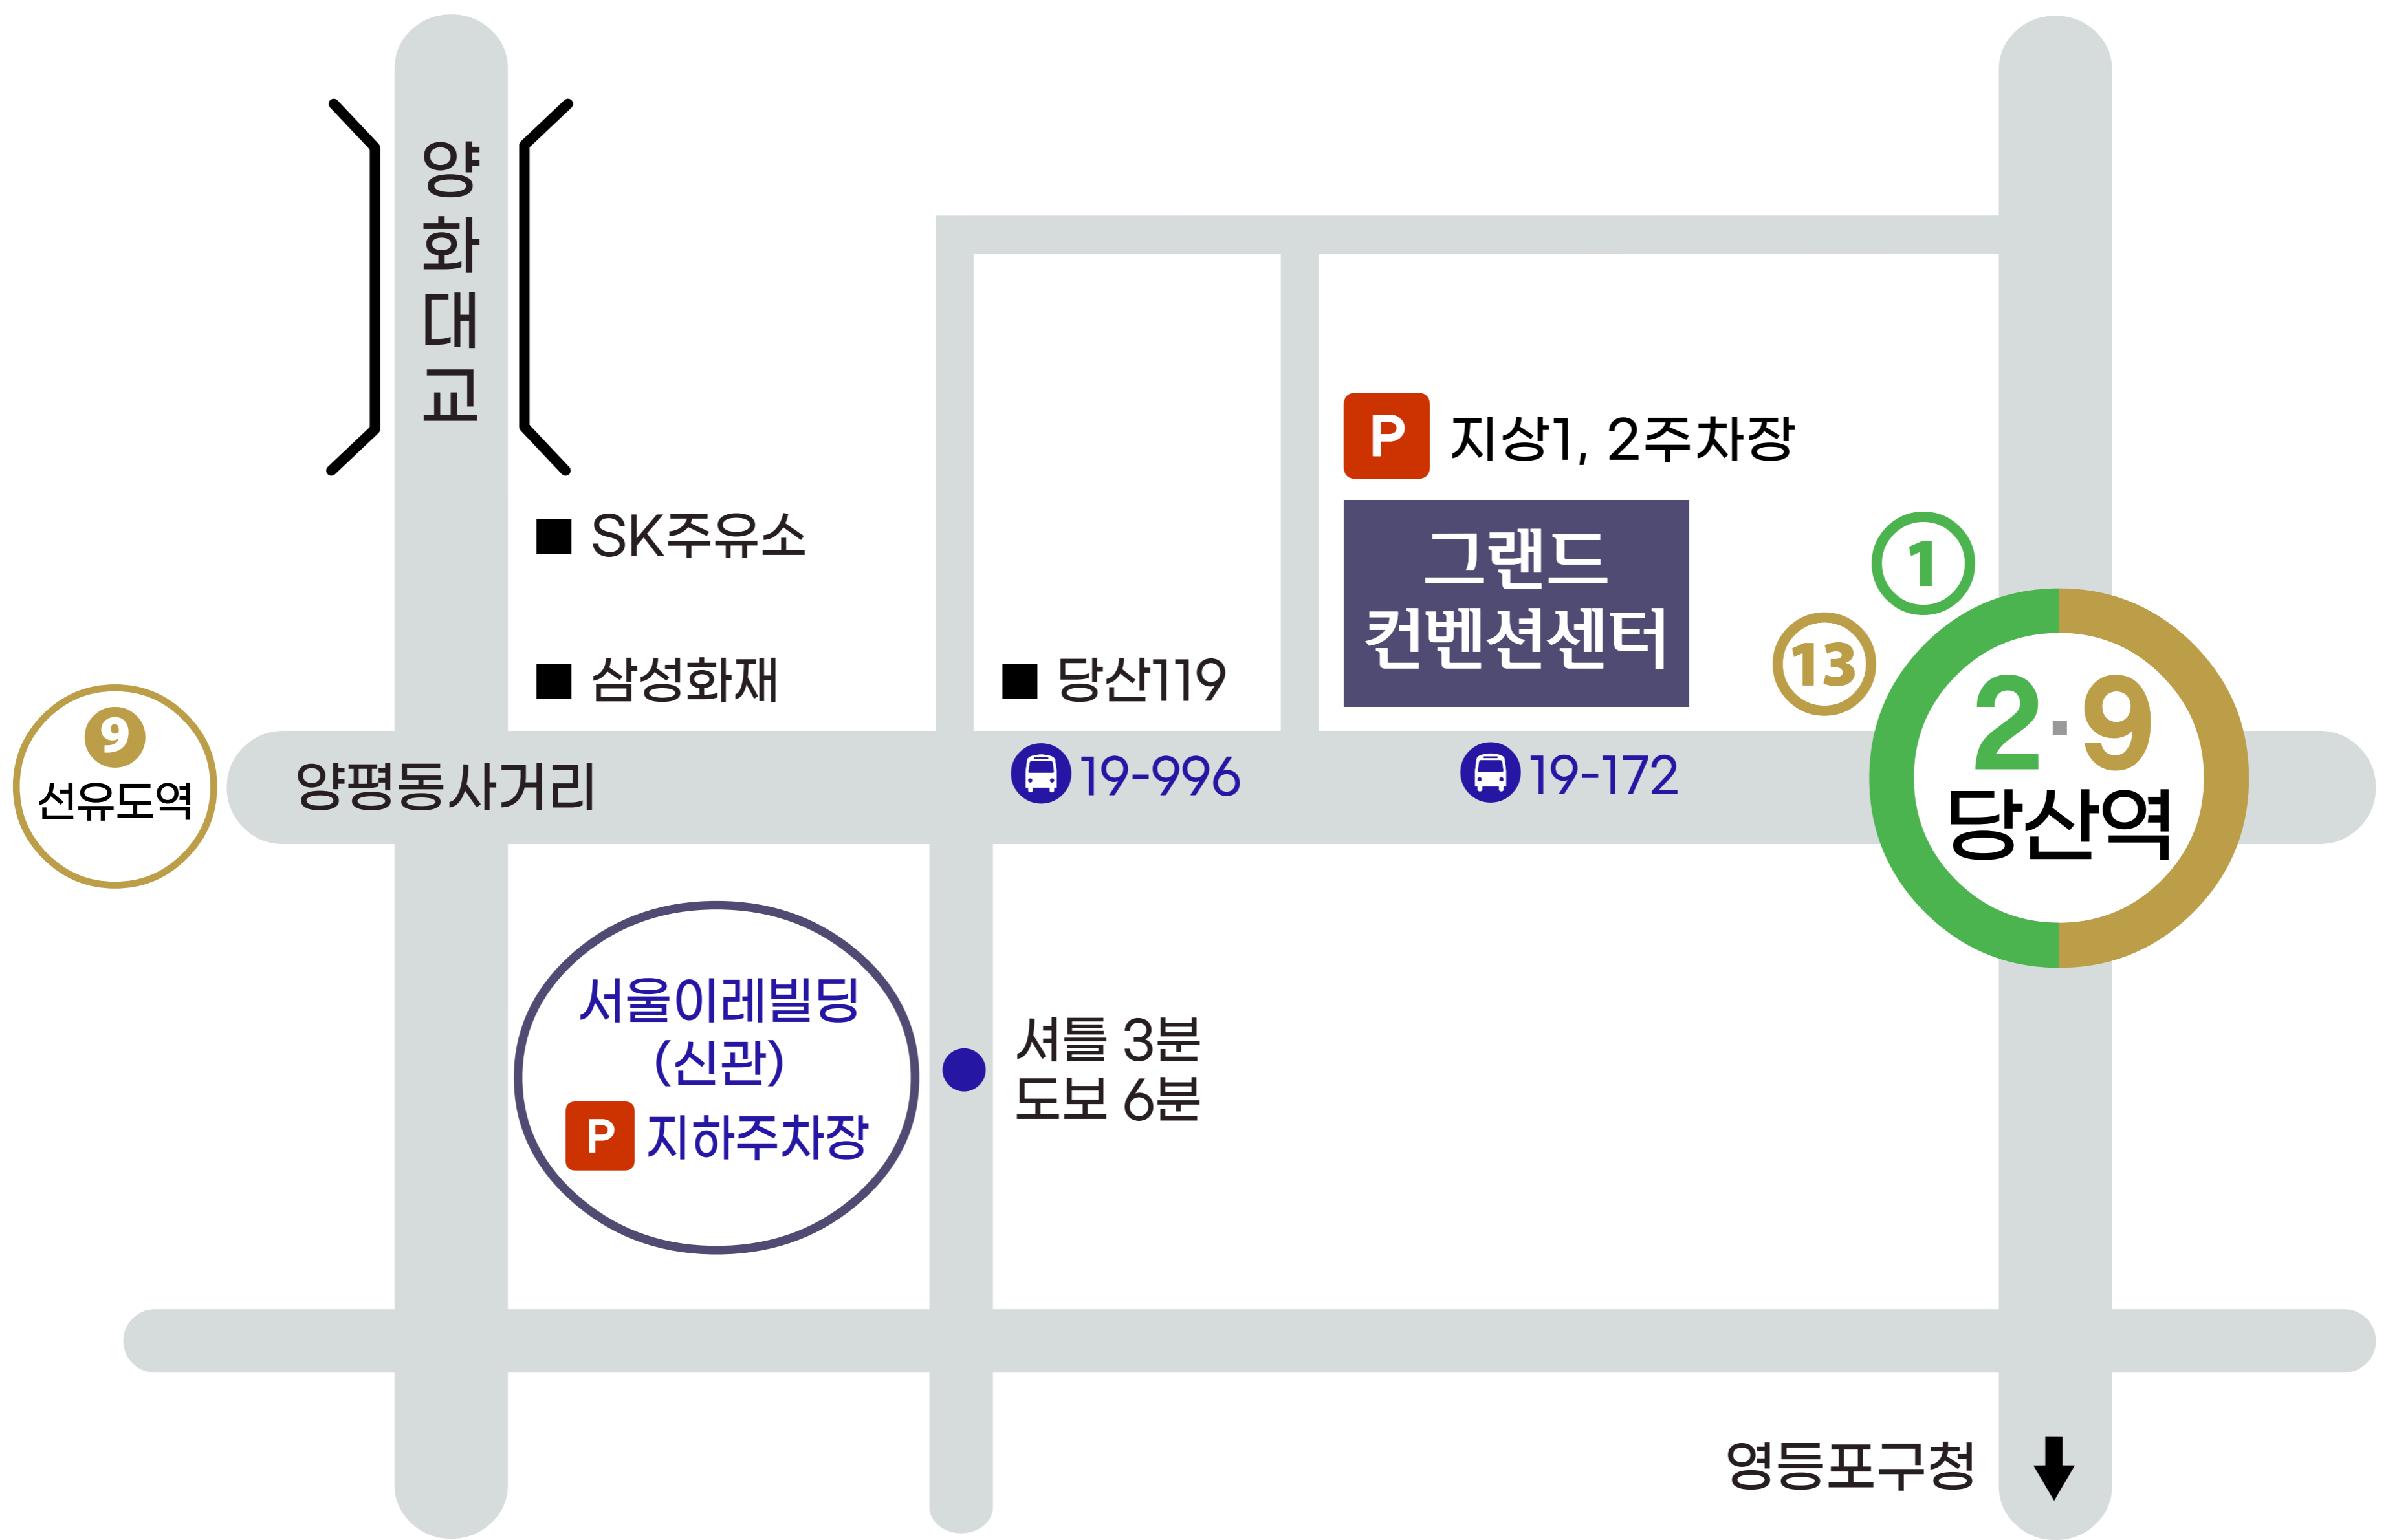 양화대교
P 지상1, 2주차장
SK주유소
그랜드
컨벤션센터
1
13
삼성화재
당산119
9
선유도역
양평동사거리
19-996
19-172
2·9
당산역
서울이레빌딩
(신관)
P 지하주차장
셔틀 3분
도보 6분
영등포구청